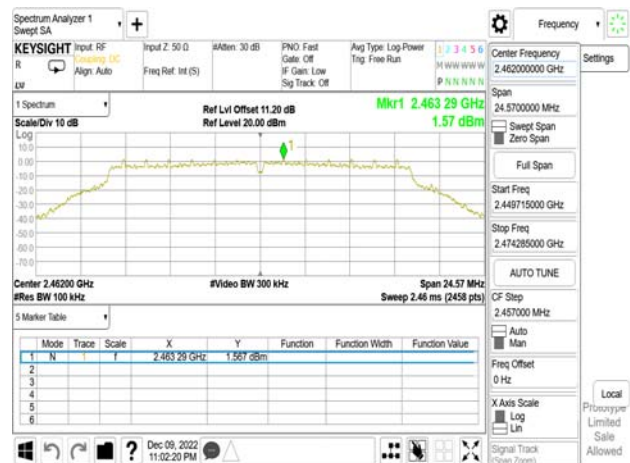 Spectrum Analyzer 1
Swept SA
Frequency
KEYSIGHT Input: RF
Coupling: DC
Align: Auto
Input Z: 50 Ω
Freq Ref: Int (S)
#Atten: 30 dB
PNO: Fast
Gate: Off
IF Gain: Low
Sig Track: Off
Avg Type: Log-Power
Trig: Free Run
1 2 3 4 5 6
M W W W W W
P N N N N N
R
LXI
1 Spectrum
Scale/Div 10 dB
Ref Lvl Offset 11.20 dB
Ref Level 20.00 dBm
Mkr1 2.463 29 GHz
1.57 dBm
Log
10.0
0.00
-10.0
-20.0
-30.0
-40.0
-50.0
-60.0
-70.0
1
Center 2.46200 GHz
#Res BW 100 kHz
#Video BW 300 kHz
Span 24.57 MHz
Sweep 2.46 ms (2458 pts)
5 Marker Table
Mode Trace Scale X Y Function Function Width Function Value
1 N 1 f 2.463 29 GHz 1.567 dBm
2
3
4
5
6
Dec 09, 2022
11:02:20 PM
Center Frequency
2.462000000 GHz
Settings
Span
24.5700000 MHz
Swept Span
Zero Span
Full Span
Start Freq
2.449715000 GHz
Stop Freq
2.474285000 GHz
AUTO TUNE
CF Step
2.457000 MHz
Auto
Man
Freq Offset
0 Hz
X Axis Scale
Log
Lin
Signal Track
(Span Zoom)
Local
Prototype
Limited
Sale
Allowed